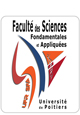 Faculté des Sciences
Fondamentales
et Appliquées
Université
de
Poitiers